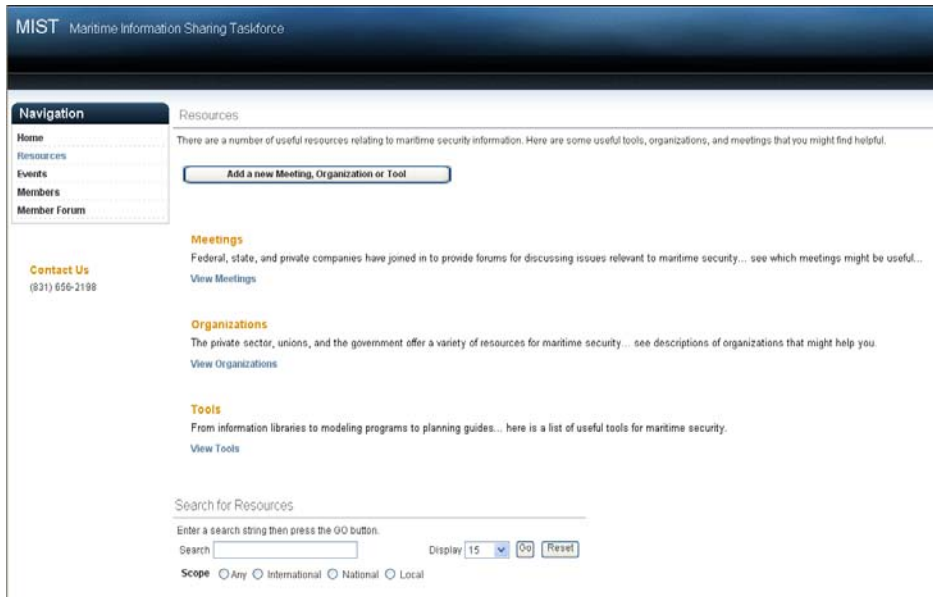 MIST Maritime Information Sharing Taskforce
Navigation
Home
Resources
Events
Members
Member Forum
Contact Us
(831) 656-2198
Resources
There are a number of useful resources relating to maritime security information. Here are some useful tools, organizations, and meetings that you might find helpful.
Add a new Meeting, Organization or Tool
Meetings
Federal, state, and private companies have joined in to provide forums for discussing issues relevant to maritime security... see which meetings might be useful...
View Meetings
Organizations
The private sector, unions, and the government offer a variety of resources for maritime security... see descriptions of organizations that might help you.
View Organizations
Tools
From information libraries to modeling programs to planning guides... here is a list of useful tools for maritime security.
View Tools
Search for Resources
Enter a search string then press the GO button.
Search Display 15 Go Reset
Scope Any International National Local